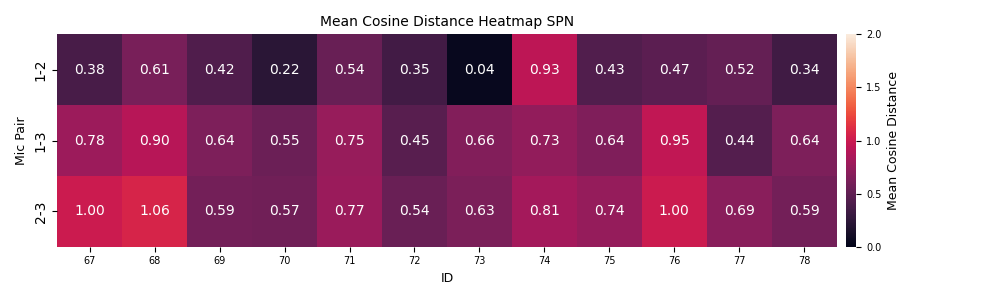 Mean Cosine Distance Heatmap SPN
Mic Pair
1-2 0.38 0.61 0.42 0.22 0.54 0.35 0.04 0.93 0.43 0.47 0.52 0.34
1-3 0.78 0.90 0.64 0.55 0.75 0.45 0.66 0.73 0.64 0.95 0.44 0.64
2-3 1.00 1.06 0.59 0.57 0.77 0.54 0.63 0.81 0.74 1.00 0.69 0.59
67 68 69 70 71 72 73 74 75 76 77 78
ID
2.0
1.5
1.0
0.5
0.0
Mean Cosine Distance